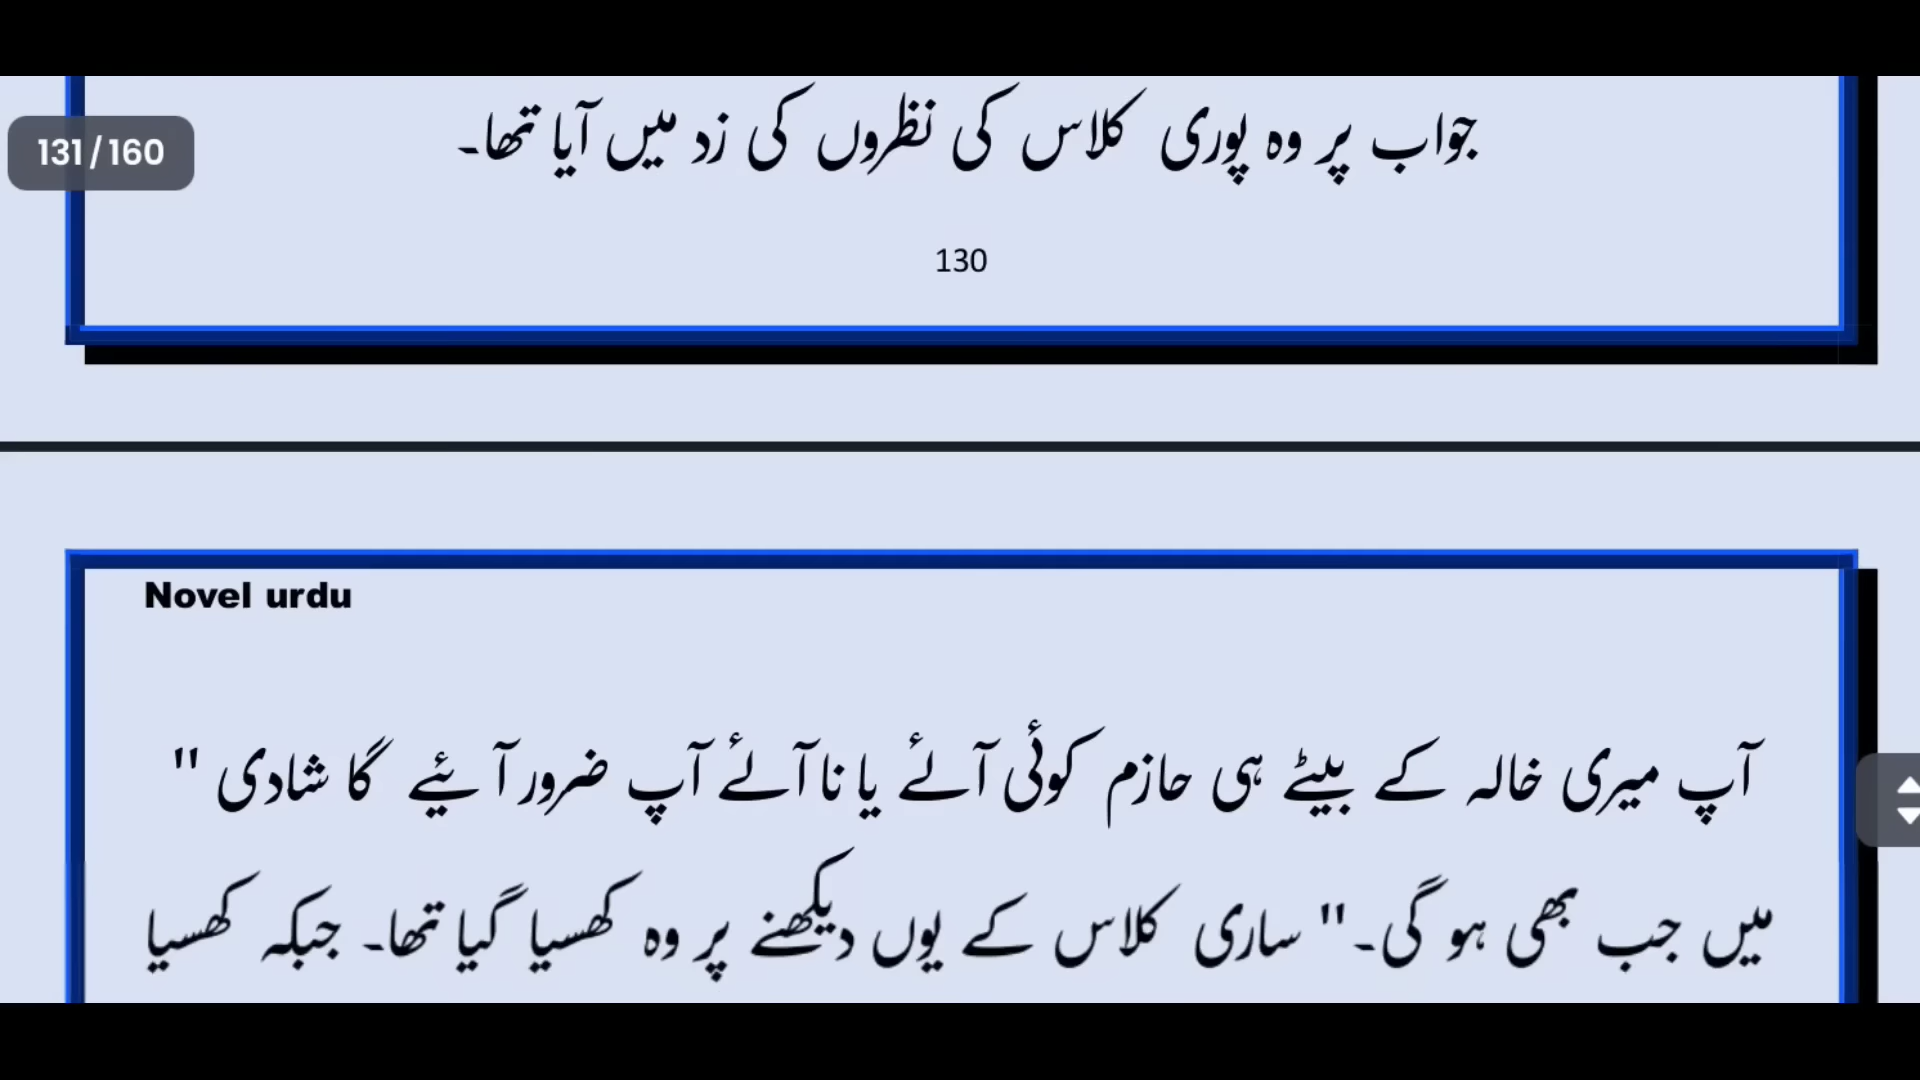 جواب پر وہ پوری کلاس کی نظروں کی زد میں آیا تھا۔
131/160
130
Novel urdu
آپ میری خالہ کے بیٹے ہی حازم کوئی آئے یا نا آئے آپ ضرور آئیے گا شادی "
میں جب بھی ہو گی۔" ساری کلاس کے یوں دیکھنے پر وہ کھسیا گیا تھا۔ جبکہ کھسیا